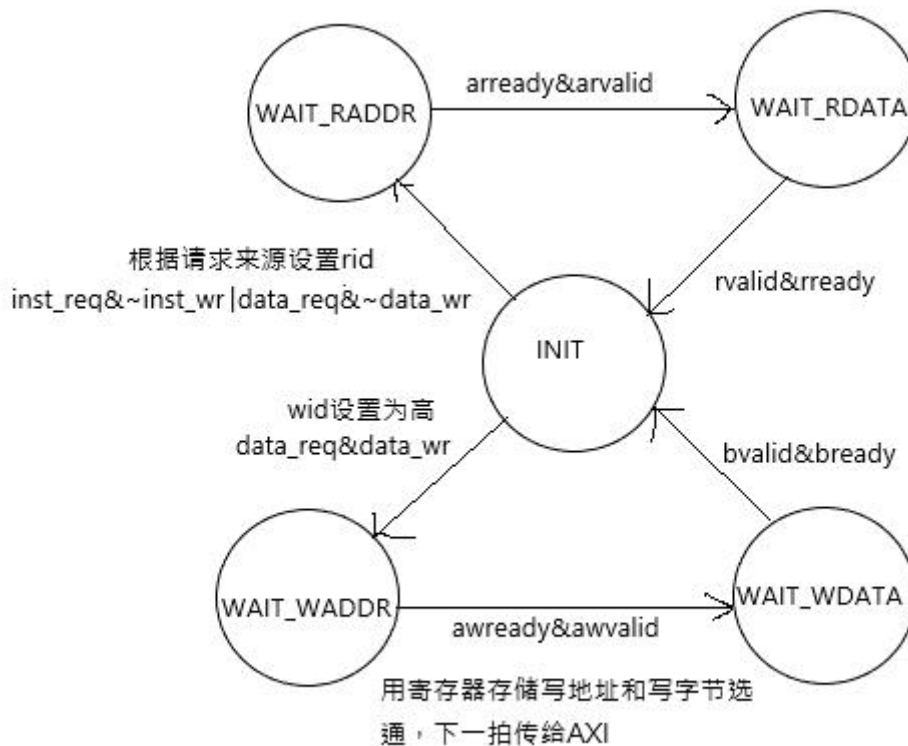 arready&arvalid
WAIT_RADDR
WAIT_RDATA
根据请求来源设置rid
inst_req&~inst_wr|data_req&~data_wr
rvalid&rready
INIT
wid设置为高
data_req&data_wr
bvalid&bready
WAIT_WADDR
WAIT_WDATA
awready&awvalid
用寄存器存储写地址和写字节选
通，下一拍传给AXI